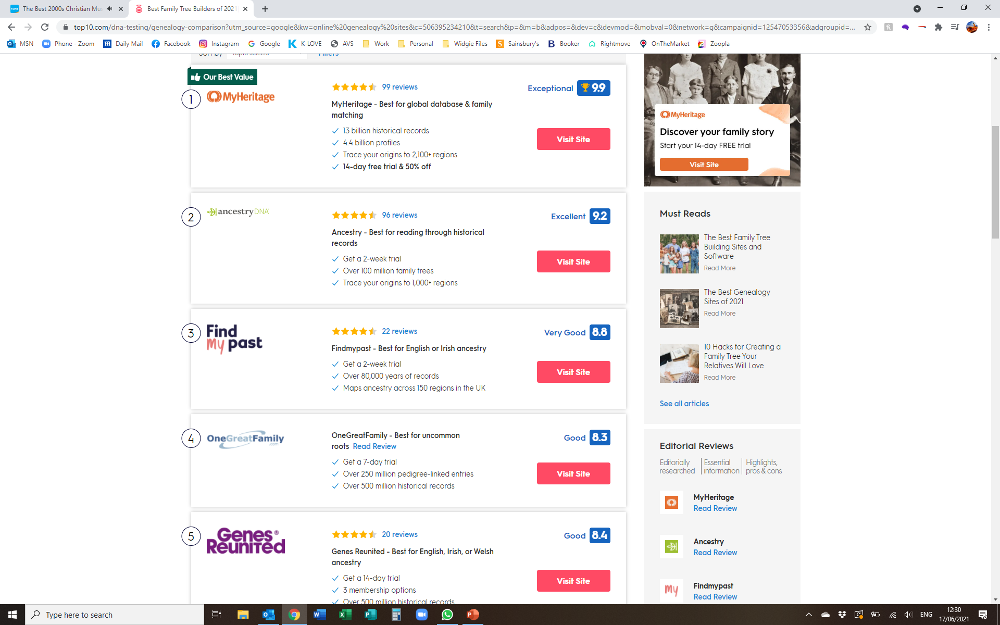 The Best 2000s Christian Mus
Best Family Tree Builders of 2021
top10.com/dna-testing/genealogy-comparison?utm_source=google&kw=online%20genealogy%20sites&c=506395234210&t=search&p=&m=b&adpos=&dev=c&devmod=&mobval=0&network=g&campaignid=12547053356&adgroupid=...
MSN Phone - Zoom Daily Mail Facebook Instagram Google K-LOVE AVS Work Personal Widgie Files Sainsbury's Booker Rightmove OnTheMarket Zoopla
Sort by Top10 selects Filters
Our Best Value
1
MyHeritage
99 reviews
MyHeritage - Best for global database & family
matching
13 billion historical records
4.4 billion profiles
Trace your origins to 2,100+ regions
14-day free trial & 50% off
Exceptional 9.9
Visit Site
2
ancestryDNA
96 reviews
Ancestry - Best for reading through historical
records
Get a 2-week trial
Over 100 million family trees
Trace your origins to 1,000+ regions
Excellent 9.2
Visit Site
3
Find
my past
22 reviews
Findmypast - Best for English or Irish ancestry
Get a 2-week trial
Over 80,000 years of records
Maps ancestry across 150 regions in the UK
Very Good 8.8
Visit Site
4
OneGreatFamily
.com
OneGreatFamily - Best for uncommon
roots Read Review
Get a 7-day trial
Over 250 million pedigree-linked entries
Over 500 million historical records
Good 8.3
Visit Site
5
Genes®
Reunited
20 reviews
Genes Reunited - Best for English, Irish, or Welsh
ancestry
Get a 14-day trial
3 membership options
Over 500 million historical records
Good 8.4
Visit Site
MyHeritage
Discover your family story
Start your 14-day FREE trial
Visit Site
Must Reads
The Best Family Tree
Building Sites and
Software
Read More
The Best Genealogy
Sites of 2021
Read More
10 Hacks for Creating a
Family Tree Your
Relatives Will Love
Read More
See all articles
Editorial Reviews
Editorially
researched
Essential
information
Highlights,
pros & cons
MyHeritage
Read Review
Ancestry
Read Review
my
Findmypast
Read Review
Type here to search
ENG
12:30
17/06/2021